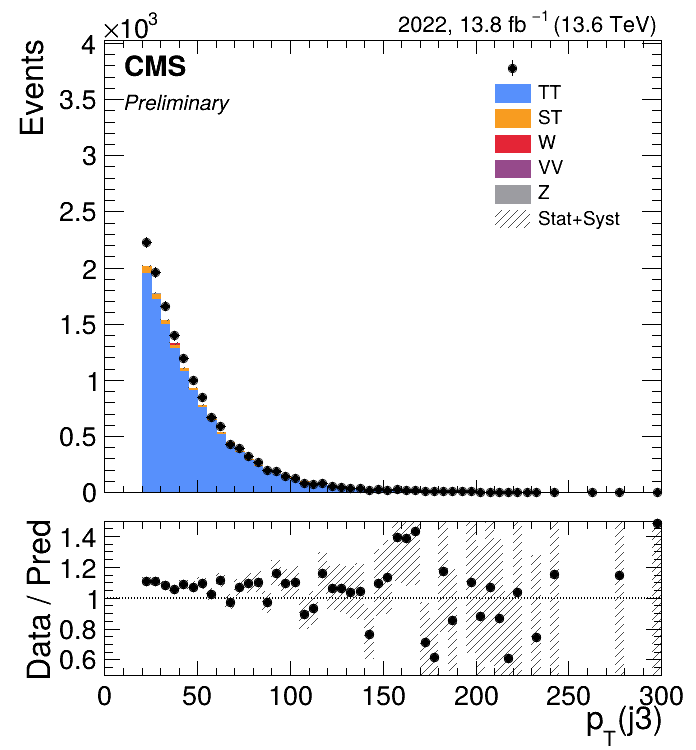 ×10³
2022, 13.8 fb⁻¹ (13.6 TeV)
CMS
Preliminary
Events
4
3.5
3
2.5
2
1.5
1
0.5
0
TT
ST
W
VV
Z
Stat+Syst
Data / Pred
1.4
1.2
1
0.8
0.6
0 50 100 150 200 250 300
p_T(j3)